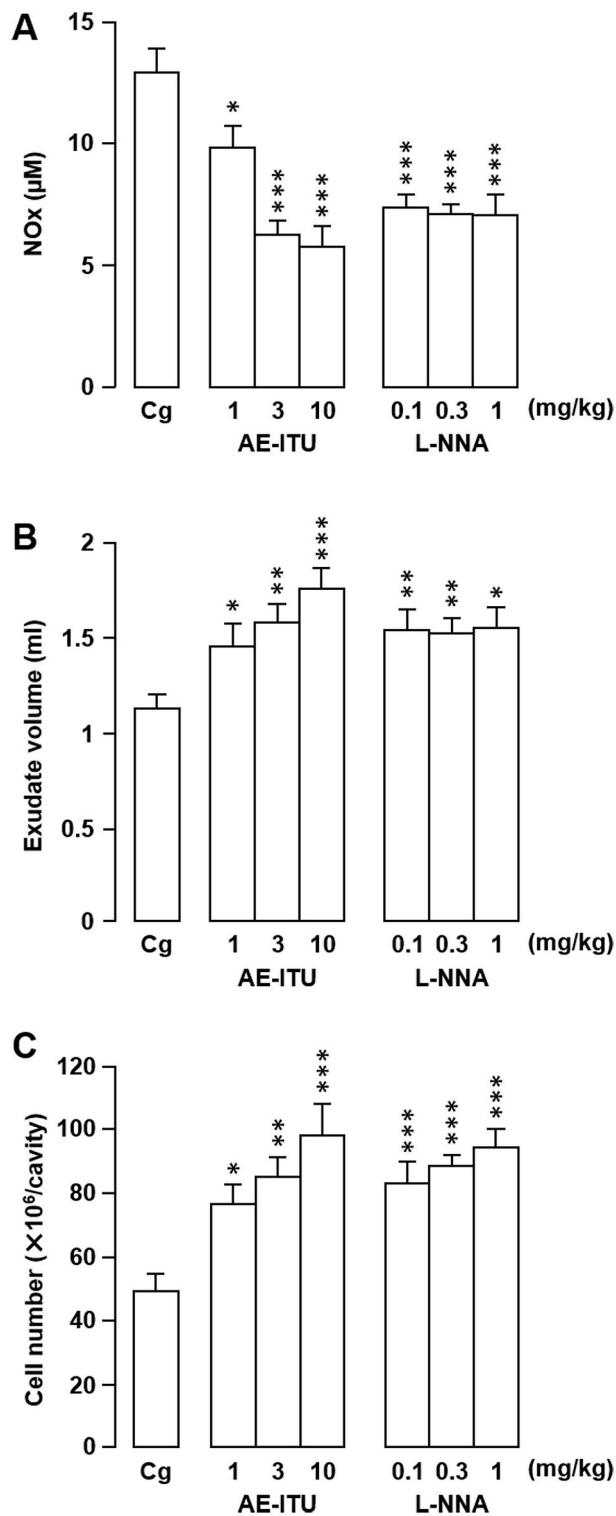 A
15
*
10
***
***
***
***
***
NOx (µM)
5
0
Cg
1 3 10
0.1 0.3 1 (mg/kg)
AE-ITU
L-NNA
B
2
***
**
*
**
**
*
1.5
Exudate volume (ml)
1
0.5
0
Cg
1 3 10
0.1 0.3 1 (mg/kg)
AE-ITU
L-NNA
C
120
***
**
*
***
***
***
100
80
Cell number (×10⁶/cavity)
60
40
20
0
Cg
1 3 10
0.1 0.3 1 (mg/kg)
AE-ITU
L-NNA